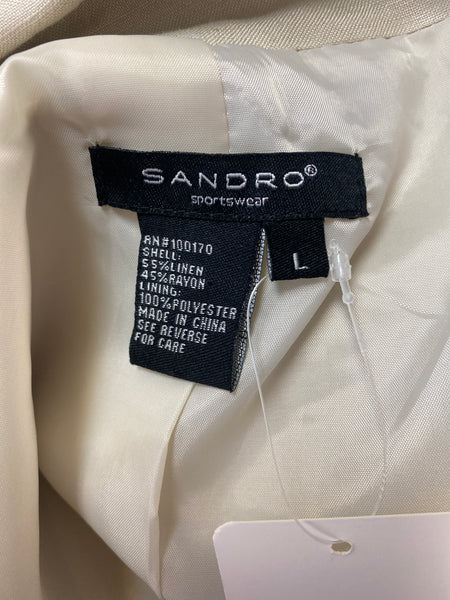 SANDRO®
sportswear
L
RN#100170
SHELL:
55%LINEN
45%RAYON
LINING:
100%POLYESTER
MADE IN CHINA
SEE REVERSE
FOR CARE